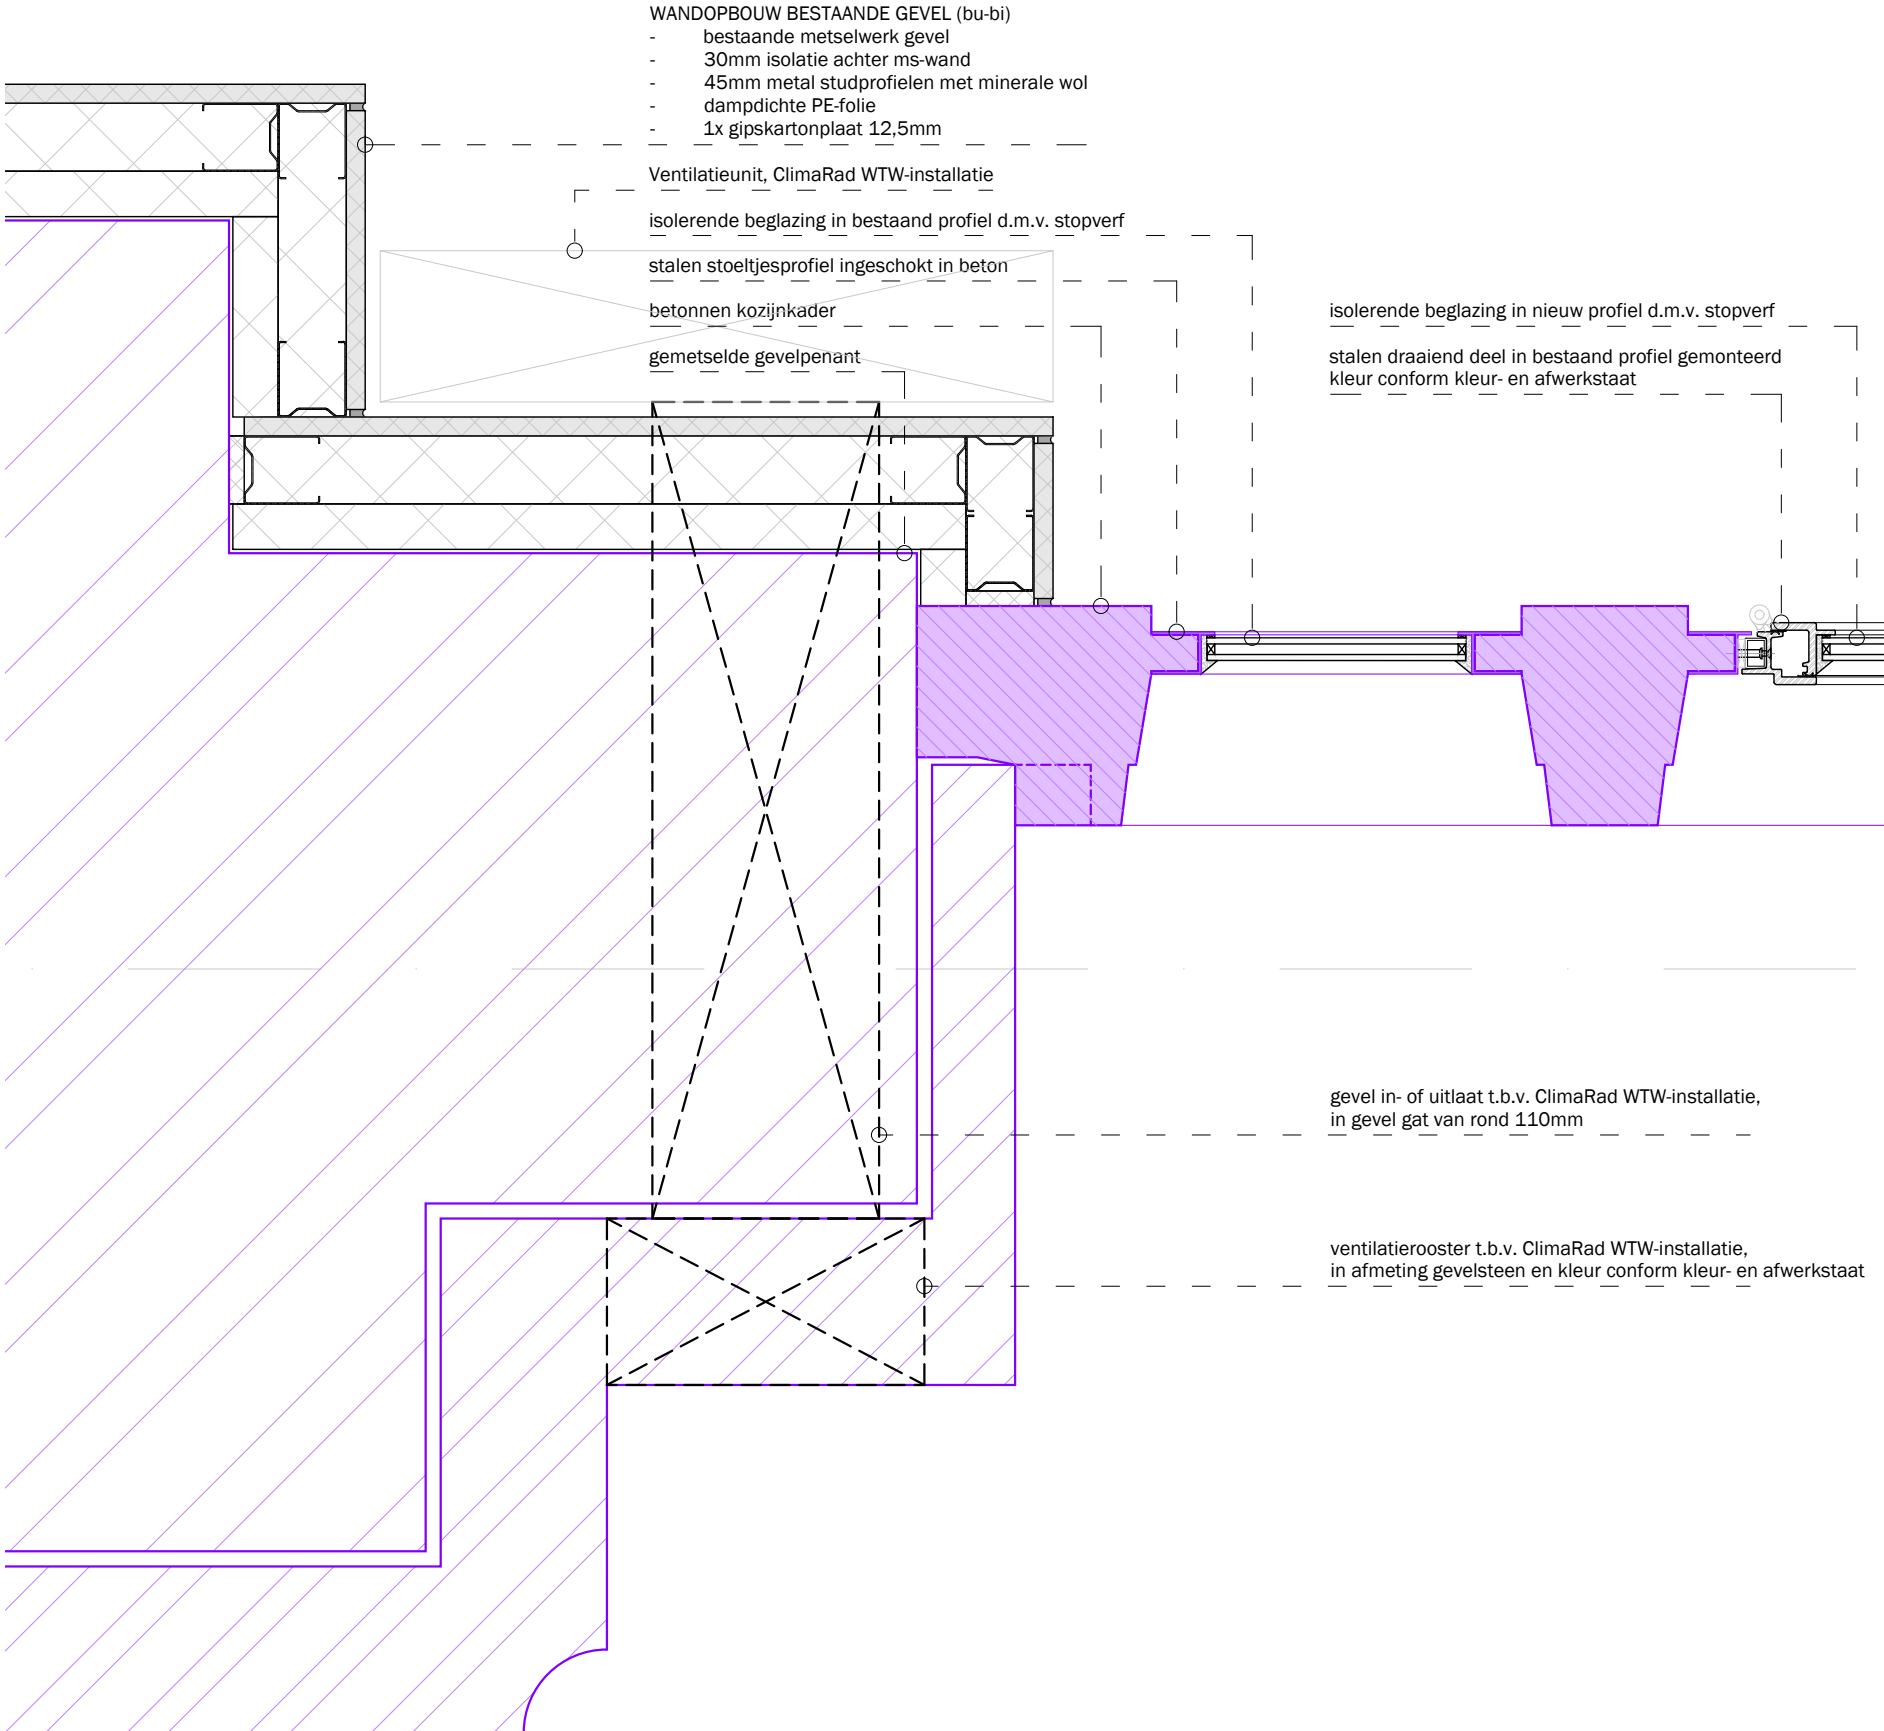 WANDOPBOUW BESTAANDE GEVEL (bu-bi)
- bestaande metselwerk gevel
- 30mm isolatie achter ms-wand
- 45mm metal studprofielen met minerale wol
- dampdichte PE-folie
- 1x gipskartonplaat 12,5mm
Ventilatieunit, ClimaRad WTW-installatie
isolerende beglazing in bestaand profiel d.m.v. stopverf
stalen stoeltjesprofiel ingeschokt in beton
betonnen kozijnkader
gemetselde gevelpenant
isolerende beglazing in nieuw profiel d.m.v. stopverf
stalen draaiend deel in bestaand profiel gemonteerd
kleur conform kleur- en afwerkstaat
gevel in- of uitlaat t.b.v. ClimaRad WTW-installatie,
in gevel gat van rond 110mm
ventilatierooster t.b.v. ClimaRad WTW-installatie,
in afmeting gevelsteen en kleur conform kleur- en afwerkstaat